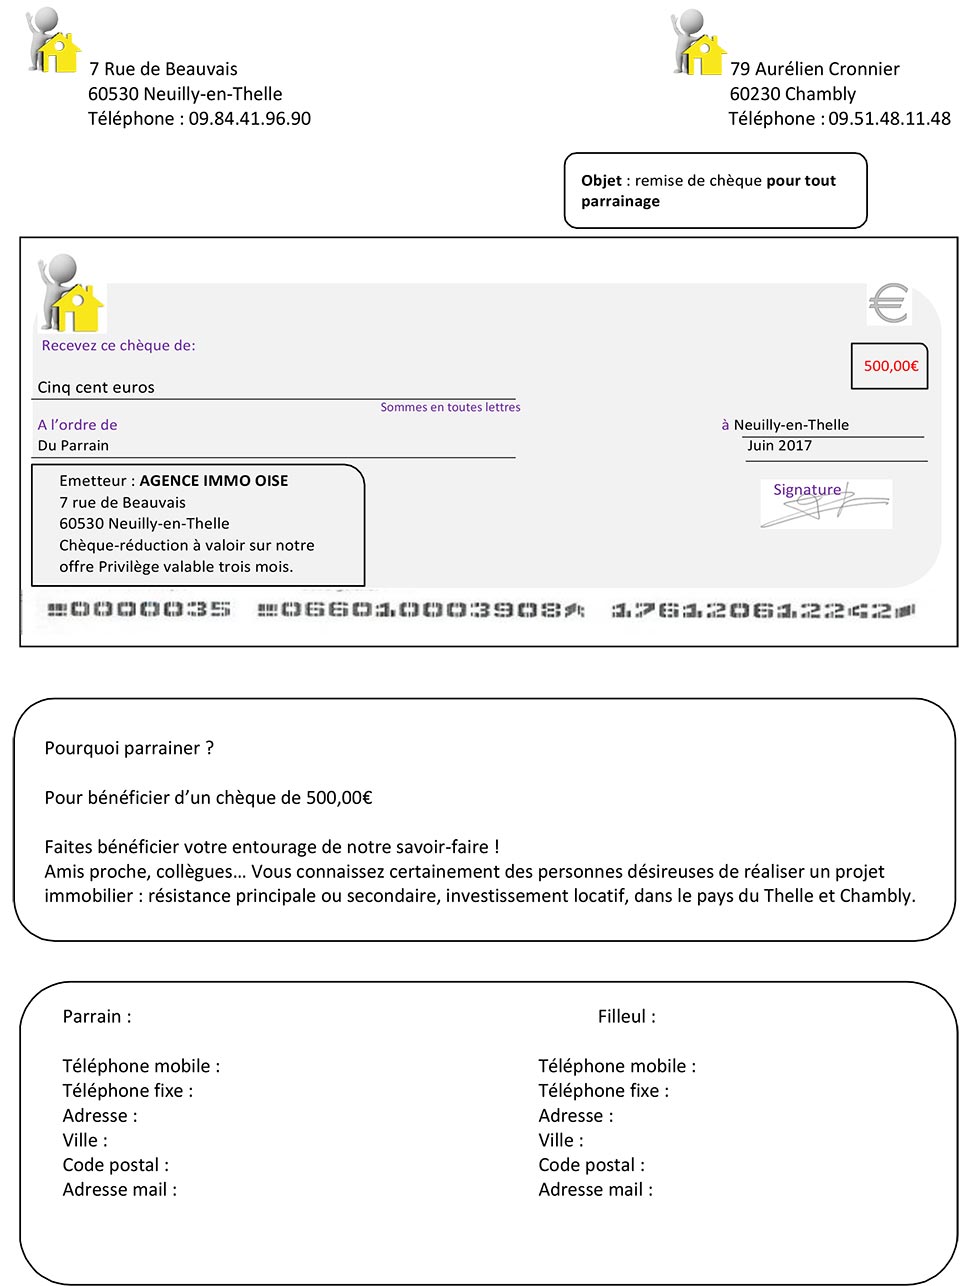 7 Rue de Beauvais
60530 Neuilly-en-Thelle
Téléphone : 09.84.41.96.90
79 Aurélien Cronnier
60230 Chambly
Téléphone : 09.51.48.11.48
Objet : remise de chèque pour tout
parrainage
€
Recevez ce chèque de:
500,00€
Cinq cent euros
Sommes en toutes lettres
A l’ordre de
Du Parrain
à Neuilly-en-Thelle
Juin 2017
Emetteur : AGENCE IMMO OISE
7 rue de Beauvais
60530 Neuilly-en-Thelle
Chèque-réduction à valoir sur notre
offre Privilège valable trois mois.
Signature
0000035 066010003908 176120612242
Pourquoi parrainer ?
Pour bénéficier d’un chèque de 500,00€
Faites bénéficier votre entourage de notre savoir-faire !
Amis proche, collègues… Vous connaissez certainement des personnes désireuses de réaliser un projet
immobilier : résistance principale ou secondaire, investissement locatif, dans le pays du Thelle et Chambly.
Parrain :
Téléphone mobile :
Téléphone fixe :
Adresse :
Ville :
Code postal :
Adresse mail :
Filleul :
Téléphone mobile :
Téléphone fixe :
Adresse :
Ville :
Code postal :
Adresse mail :